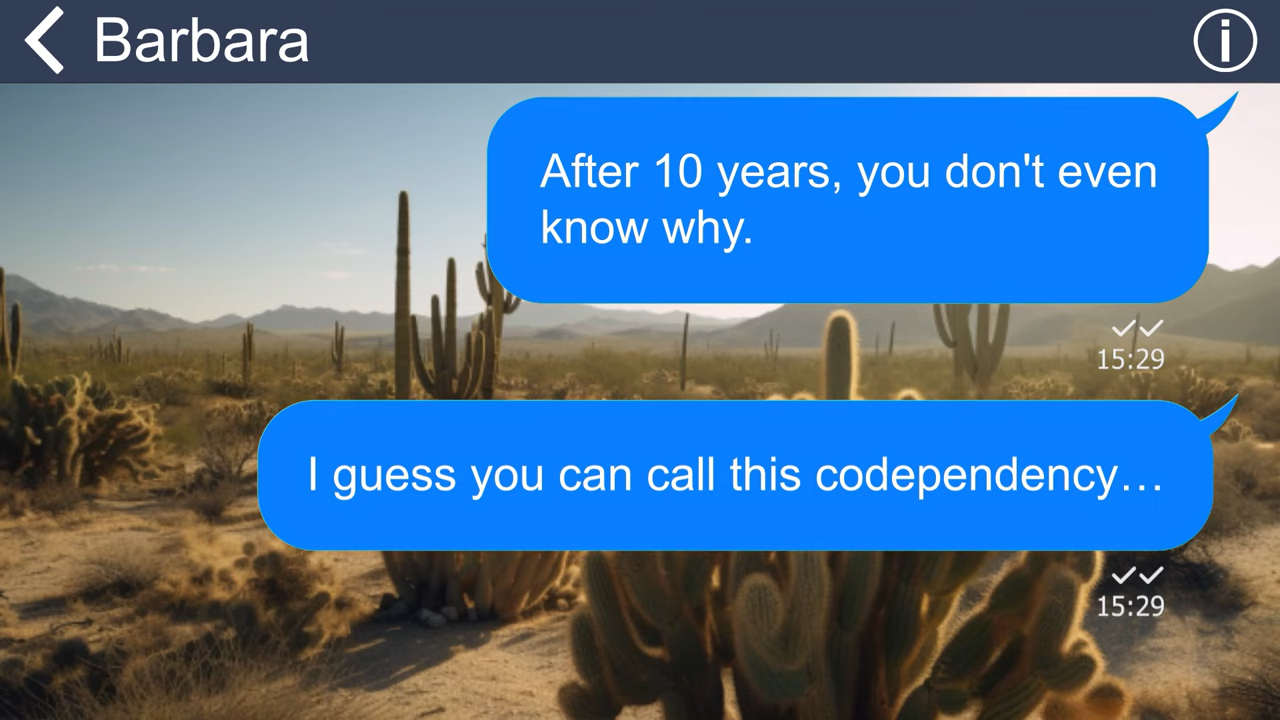 Barbara
After 10 years, you don't even
know why.
15:29
I guess you can call this codependency…
15:29